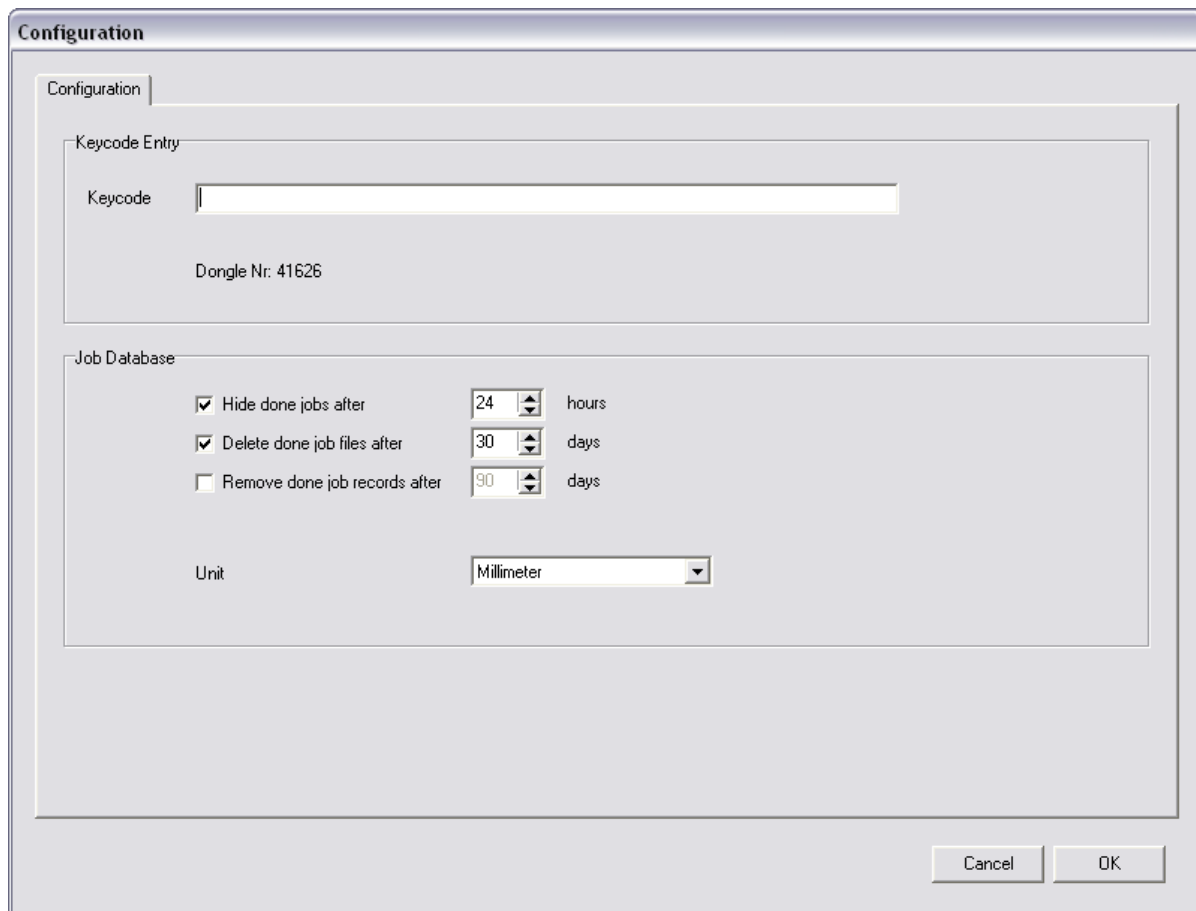 Configuration
Configuration
Keycode Entry
Keycode
Dongle Nr: 41626
Job Database
Hide done jobs after 24 hours
Delete done job files after 30 days
Remove done job records after 90 days
Unit Millimeter
Cancel OK